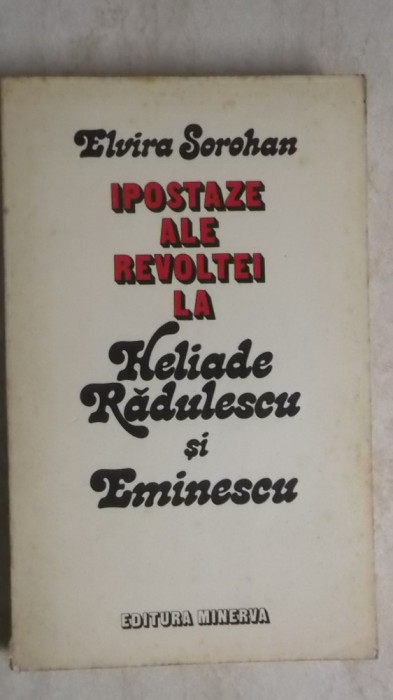 Elvira Sorohan
IPOSTAZE
ALE
REVOLTEI
LA
Heliade
Rădulescu
și
Eminescu
EDITURA MINERVA